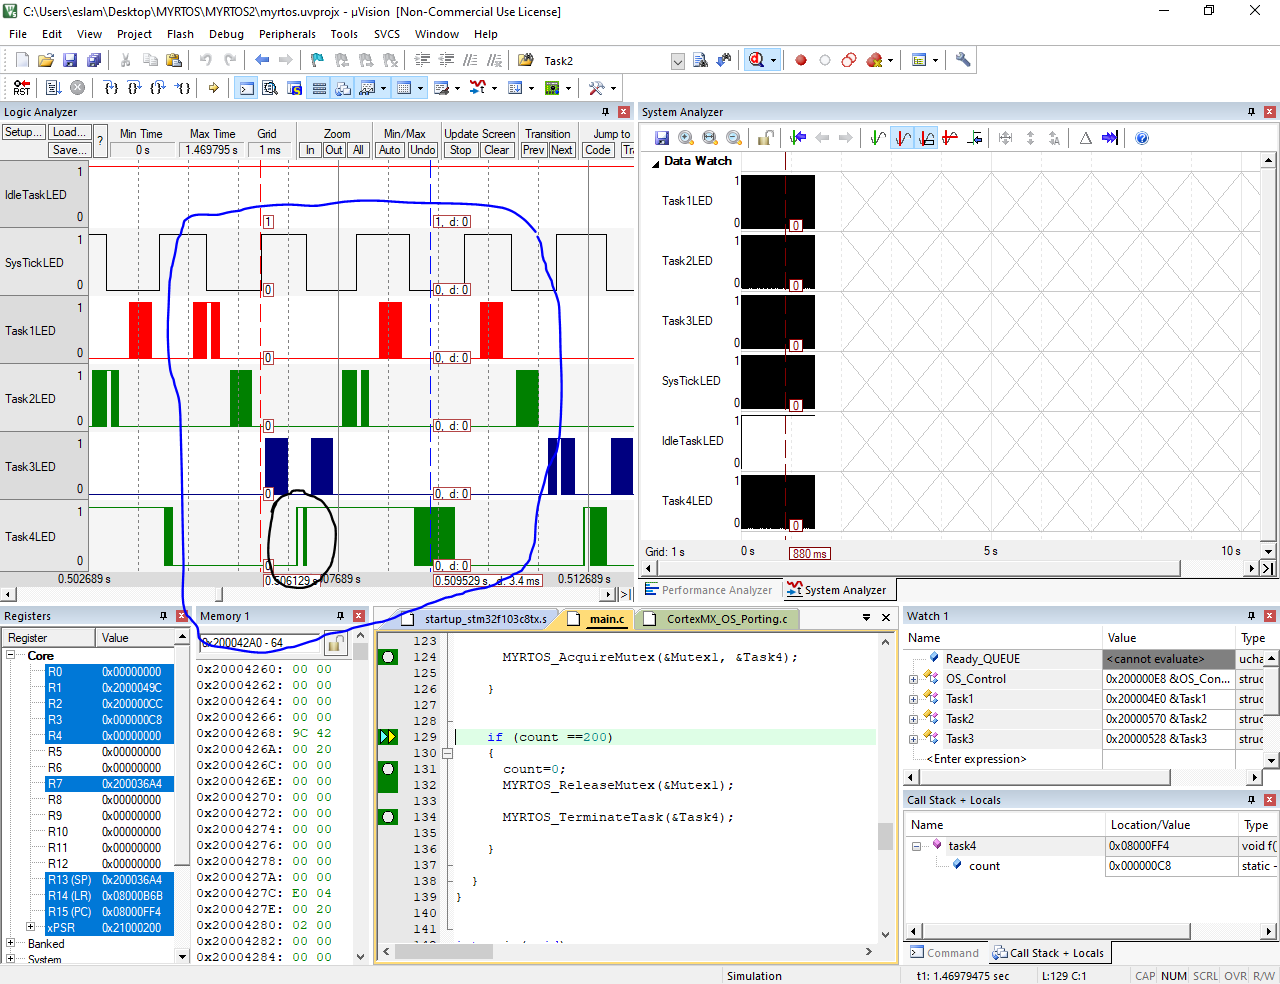 C:\Users\eslam\Desktop\MYRTOS\MYRTOS2\myrtos.uvprojx - µVision  [Non-Commercial Use License]
File Edit View Project Flash Debug Peripherals Tools SVCS Window Help
Task2
RST
Logic Analyzer
Setup... Load... Save... ?
Min Time Max Time Grid Zoom Min/Max Update Screen Transition Jump to
0 s 1.469795 s 1 ms In Out All Auto Undo Stop Clear Prev Next Code
IdleTaskLED 1 0
1 1, d: 0
SysTickLED 1 0
0 0, d: 0
Task1LED 1 0
0 0, d: 0
Task2LED 1 0
0 0, d: 0
Task3LED 1 0
0 0, d: 0
Task4LED 1 0
0 0, d: 0
0.502689 s 0.506129 s 07689 s 0.509529 s d: 3.4 ms 0.512689 s
System Analyzer
Data Watch
Task1LED 1 0 0
Task2LED 1 0 0
Task3LED 1 0 0
SysTickLED 1 0 0
IdleTaskLED 1 0
Task4LED 1 0 0
Grid: 1 s 0 s 880 ms 5 s 10 s
Performance Analyzer System Analyzer
Registers
Register Value
Core
R0 0x00000000
R1 0x2000049C
R2 0x200000CC
R3 0x000000C8
R4 0x00000000
R5 0x00000000
R6 0x00000000
R7 0x200036A4
R8 0x00000000
R9 0x00000000
R10 0x00000000
R11 0x00000000
R12 0x00000000
R13 (SP) 0x200036A4
R14 (LR) 0x08000B6B
R15 (PC) 0x08000FF4
xPSR 0x21000200
Banked
System
Memory 1
0x200042A0 - 64
0x20004260: 00 00
0x20004262: 00 00
0x20004264: 00 00
0x20004266: 00 00
0x20004268: 9C 42
0x2000426A: 00 20
0x2000426C: 00 00
0x2000426E: 00 00
0x20004270: 00 00
0x20004272: 00 00
0x20004274: 00 00
0x20004276: 00 00
0x20004278: 00 00
0x2000427A: 00 00
0x2000427C: E0 04
0x2000427E: 00 20
0x20004280: 02 00
0x20004282: 00 00
0x20004284: 00 00
startup_stm32f103c8tx.s main.c CortexMX_OS_Porting.c
123
124 MYRTOS_AcquireMutex(&Mutex1, &Task4);
125
126 }
127
128
129 if (count ==200)
130 {
131 count=0;
132 MYRTOS_ReleaseMutex(&Mutex1);
133
134 MYRTOS_TerminateTask(&Task4);
135
136 }
137
138 }
139 }
140
141
Watch 1
Name Value Type
Ready_QUEUE <cannot evaluate> ucha
OS_Control 0x200000E8 &OS_Con... struc
Task1 0x200004E0 &Task1 struc
Task2 0x20000570 &Task2 struc
Task3 0x20000528 &Task3 struc
<Enter expression>
Call Stack + Locals
Name Location/Value Type
task4 0x08000FF4 void f(
count 0x000000C8 static -
Command Call Stack + Locals
Simulation t1: 1.46979475 sec L:129 C:1 CAP NUM SCRL OVR R/W